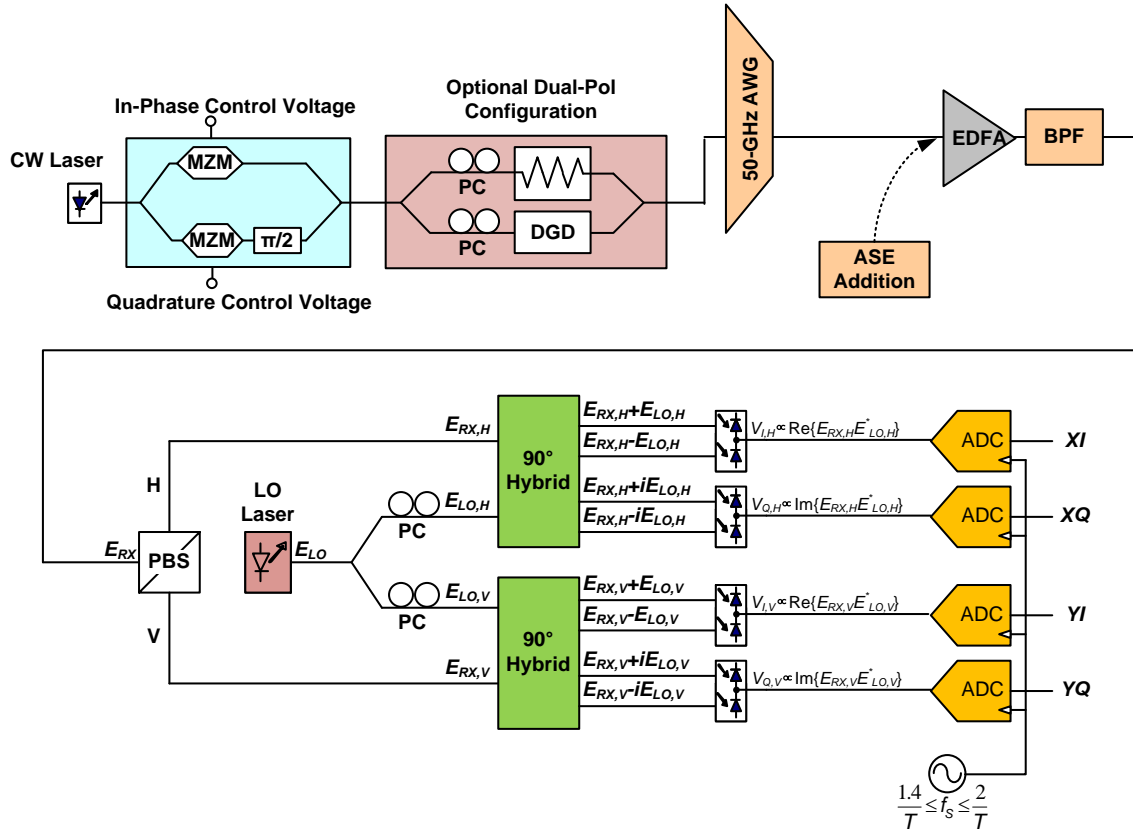 In-Phase Control Voltage
CW Laser
MZM
MZM
π/2
Quadrature Control Voltage
Optional Dual-Pol
Configuration
PC
PC
DGD
50-GHz AWG
EDFA
BPF
ASE
Addition
E_RX
PBS
H
V
LO
Laser
E_LO
PC
PC
E_RX,H
E_LO,H
E_LO,V
E_RX,V
90°
Hybrid
90°
Hybrid
E_RX,H+E_LO,H
E_RX,H-E_LO,H
E_RX,H+iE_LO,H
E_RX,H-iE_LO,H
E_RX,V+E_LO,V
E_RX,V-E_LO,V
E_RX,V+iE_LO,V
E_RX,V-iE_LO,V
V_I,H∝Re{E_RX,HE*_LO,H}
V_Q,H∝Im{E_RX,HE*_LO,H}
V_I,V∝Re{E_RX,VE*_LO,V}
V_Q,V∝Im{E_RX,VE*_LO,V}
ADC
XI
ADC
XQ
ADC
YI
ADC
YQ
1.4/T ≤ f_S ≤ 2/T